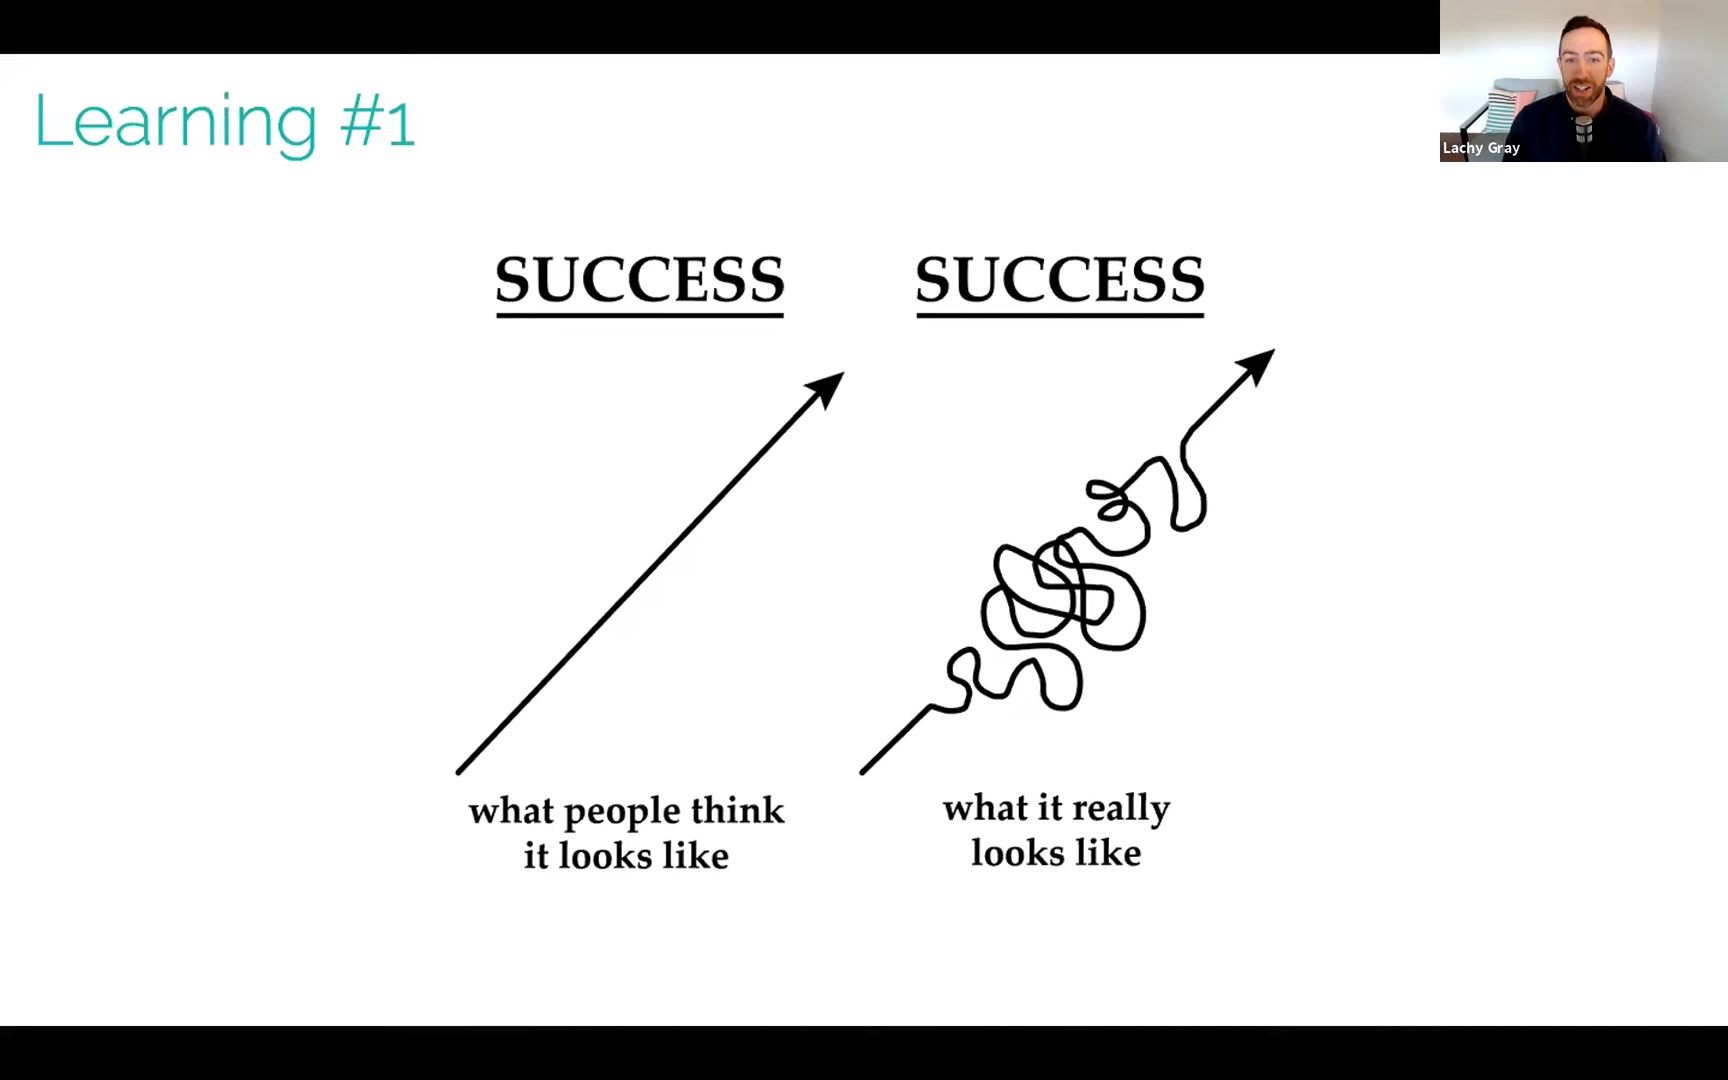 Learning #1
Lachy Gray
SUCCESS
SUCCESS
what people think
it looks like
what it really
looks like